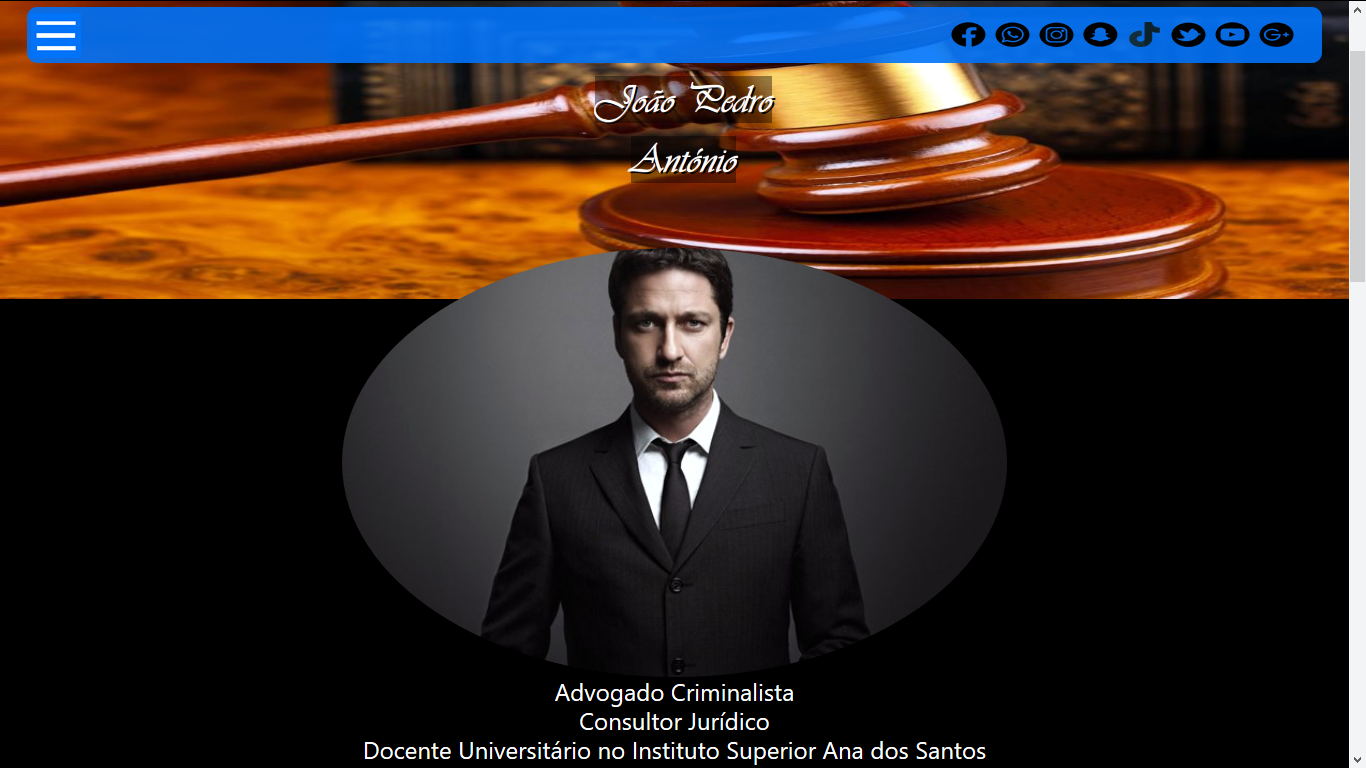 João Pedro
António
Advogado Criminalista
Consultor Jurídico
Docente Universitário no Instituto Superior Ana dos Santos